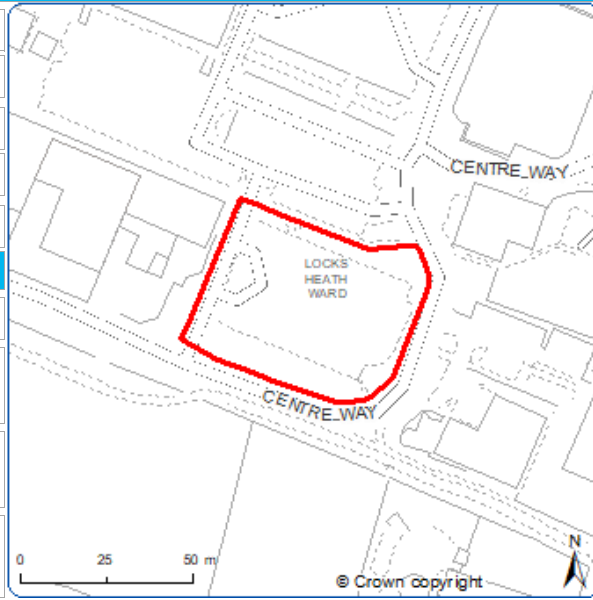 CENTRE WAY
LOCKS
HEATH
WARD
CENTRE WAY
N
0 25 50 m
© Crown copyright